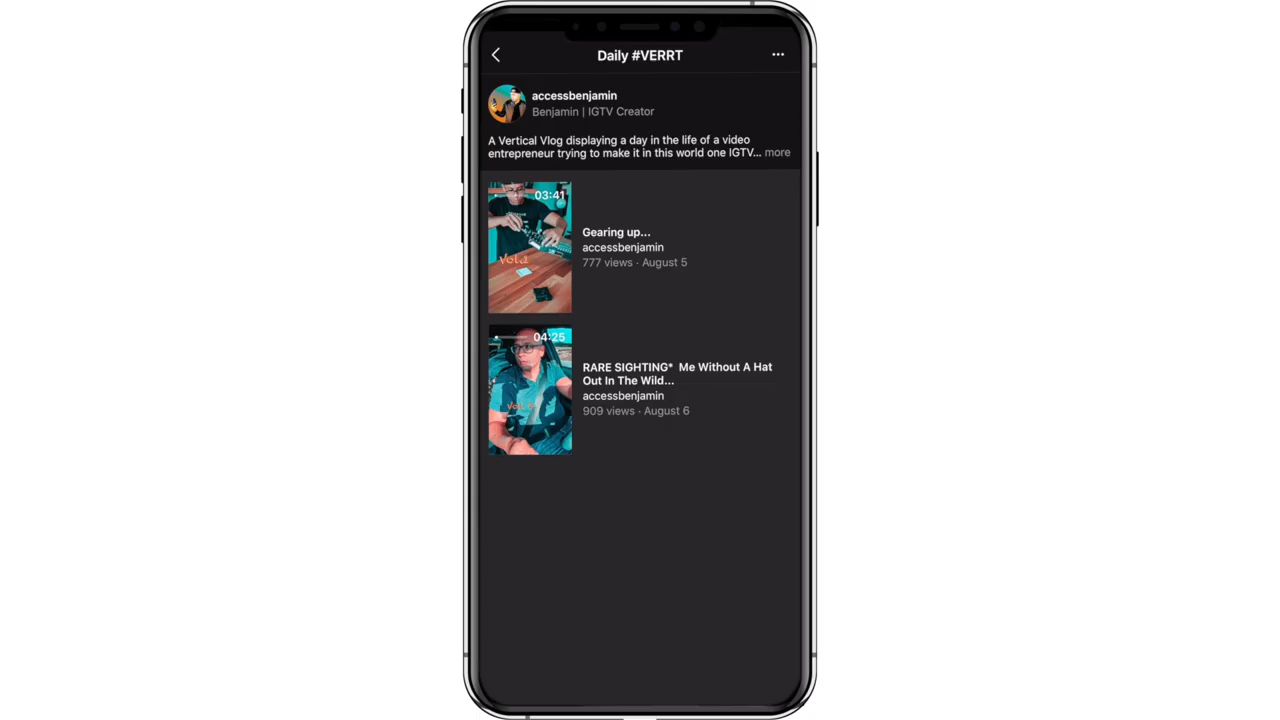 Daily #VERRT
accessbenjamin
Benjamin | IGTV Creator
A Vertical Vlog displaying a day in the life of a video
entrepreneur trying to make it in this world one IGTV... more
03:41
Vol.1
Gearing up...
accessbenjamin
777 views · August 5
04:25
RARE SIGHTING* Me Without A Hat
Out In The Wild...
accessbenjamin
909 views · August 6